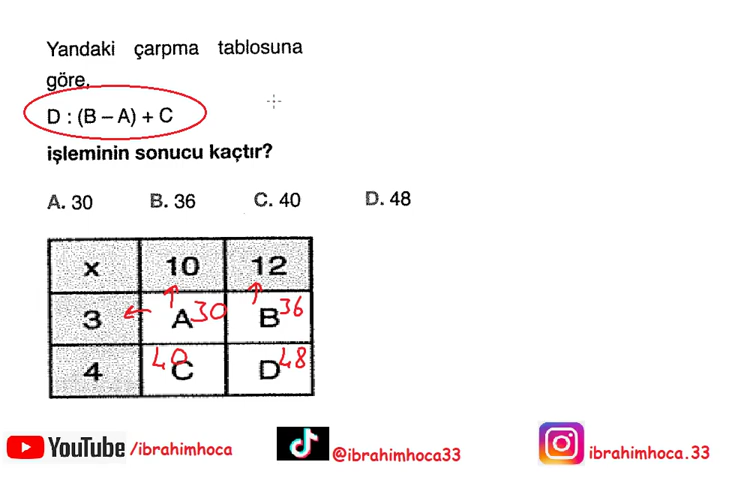 Yandaki çarpma tablosuna
göre,
D : (B – A) + C
işleminin sonucu kaçtır?
A. 30 B. 36 C. 40 D. 48
x 10 12
3 A 30 B 36
4 40 C D 48
YouTube /ibrahimhoca @ibrahimhoca33 ibrahimhoca.33